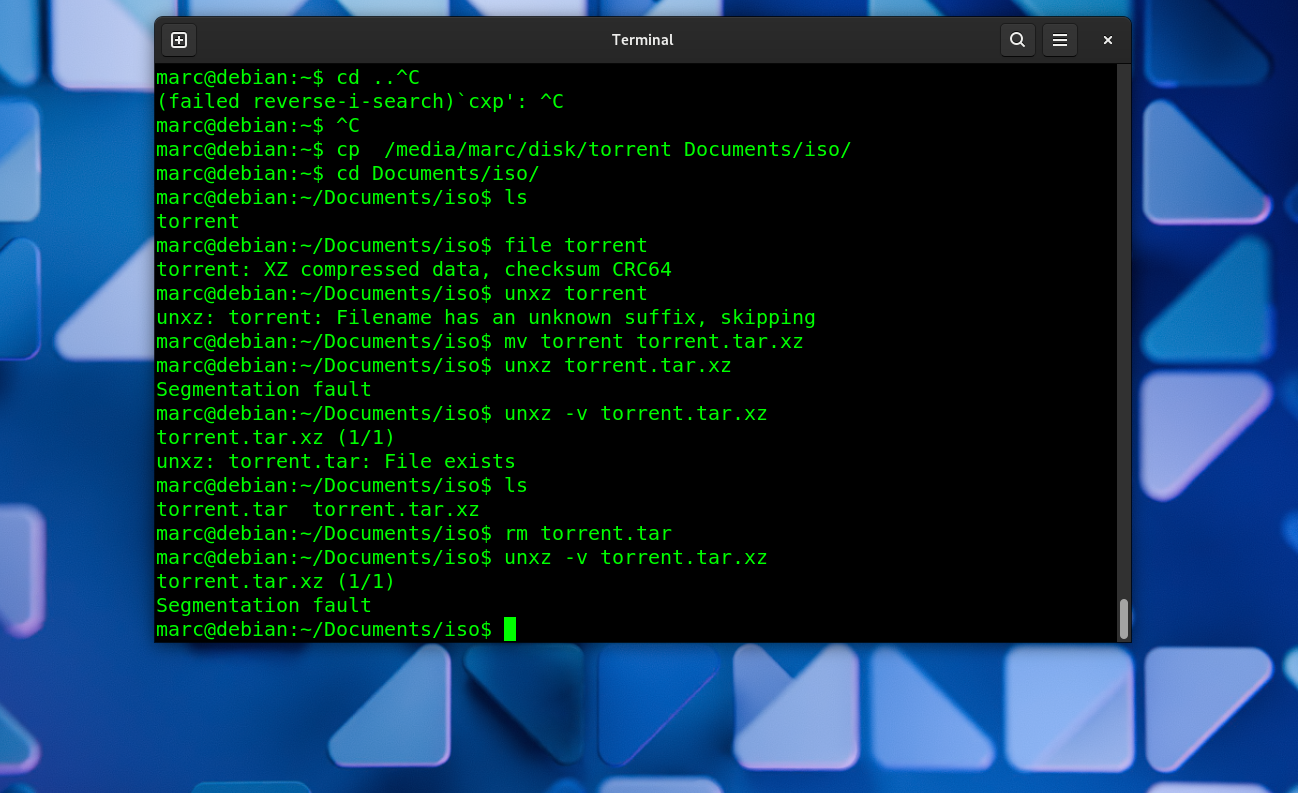 Terminal
marc@debian:~$ cd ..^C
(failed reverse-i-search)`cxp': ^C
marc@debian:~$ ^C
marc@debian:~$ cp  /media/marc/disk/torrent Documents/iso/
marc@debian:~$ cd Documents/iso/
marc@debian:~/Documents/iso$ ls
torrent
marc@debian:~/Documents/iso$ file torrent
torrent: XZ compressed data, checksum CRC64
marc@debian:~/Documents/iso$ unxz torrent
unxz: torrent: Filename has an unknown suffix, skipping
marc@debian:~/Documents/iso$ mv torrent torrent.tar.xz
marc@debian:~/Documents/iso$ unxz torrent.tar.xz
Segmentation fault
marc@debian:~/Documents/iso$ unxz -v torrent.tar.xz
torrent.tar.xz (1/1)
unxz: torrent.tar: File exists
marc@debian:~/Documents/iso$ ls
torrent.tar  torrent.tar.xz
marc@debian:~/Documents/iso$ rm torrent.tar
marc@debian:~/Documents/iso$ unxz -v torrent.tar.xz
torrent.tar.xz (1/1)
Segmentation fault
marc@debian:~/Documents/iso$